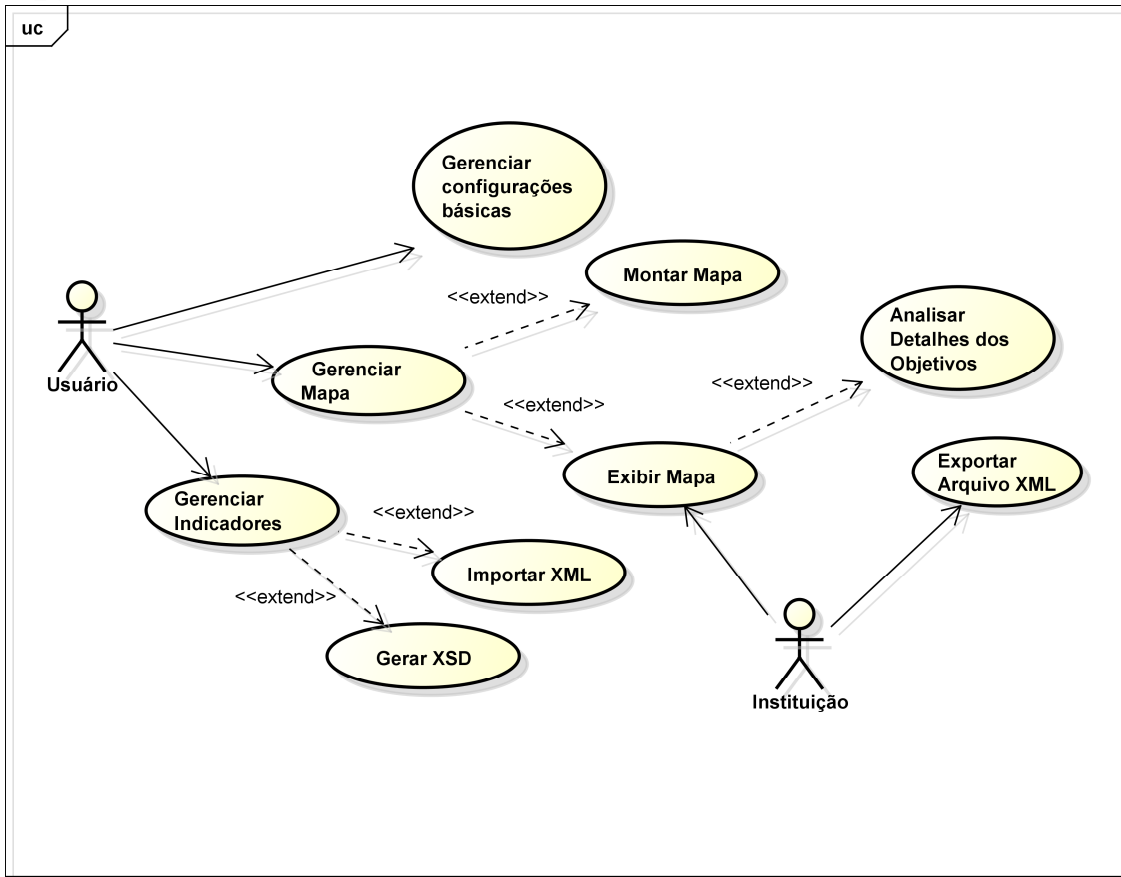 uc
Gerenciar
configurações
básicas
Montar Mapa
<<extend>>
Analisar
Detalhes dos
Objetivos
Usuário
Gerenciar
Mapa
<<extend>>
<<extend>>
Exibir Mapa
Exportar
Arquivo XML
Gerenciar
Indicadores
<<extend>>
Importar XML
<<extend>>
Gerar XSD
Instituição